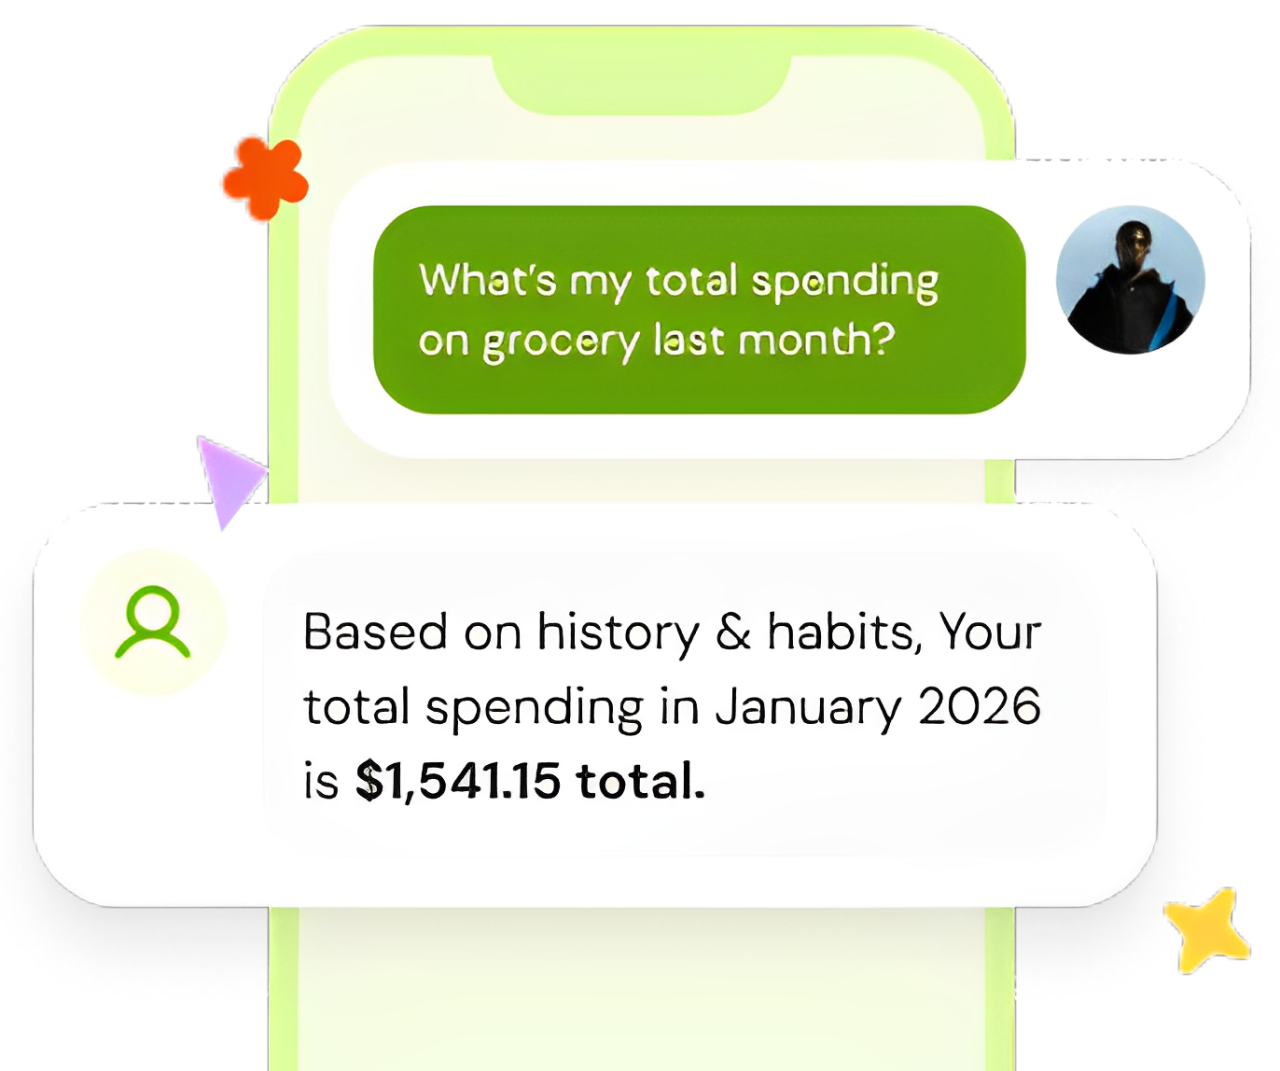 What's my total spending
on grocery last month?
Based on history & habits, Your
total spending in January 2026
is $1,541.15 total.